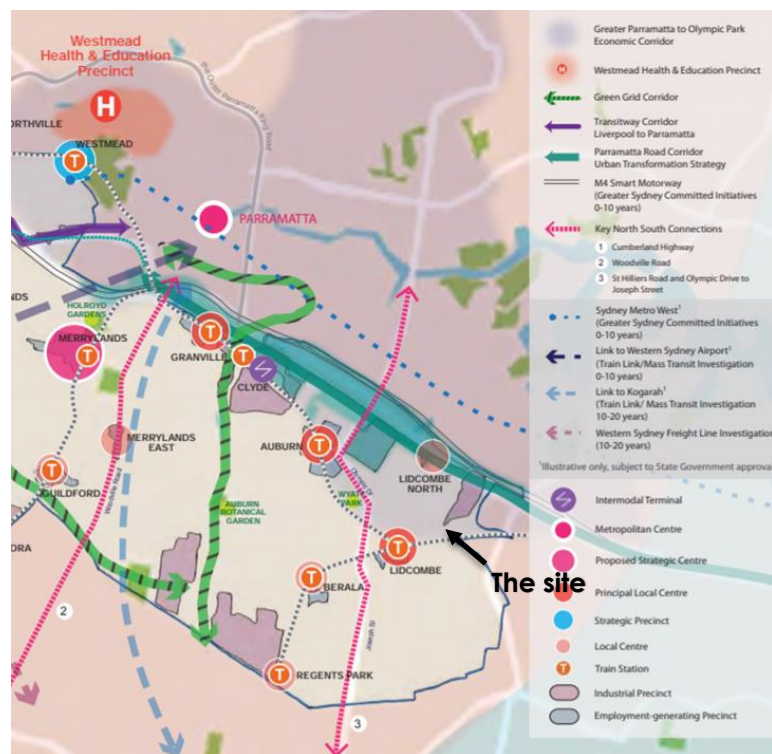 Westmead
Health & Education
Precinct
H
ORTHVILLE
WESTMEAD
T
PARRAMATTA
NDS
HOLROYD
GARDENS
MERRYLANDS
T
T
GRANVILLE
T
CLYDE
MERRYLANDS
EAST
Woodville Road
AUBURN
T
T
GUILDFORD
WYATT
PARK
LIDCOMBE
NORTH
AUBURN
BOTANICAL
GARDEN
ORA
T
LIDCOMBE
The site
T
BERALA
2
T
REGENTS PARK
3
Greater Parramatta to Olympic Park
Economic Corridor
H
Westmead Health & Education Precinct
Green Grid Corridor
Transitway Corridor
Liverpool to Parramatta
Parramatta Road Corridor
Urban Transformation Strategy
M4 Smart Motorway
(Greater Sydney Committed Initiatives
0-10 years)
Key North South Connections
1 Cumberland Highway
2 Woodville Road
3 St Hilliers Road and Olympic Drive to
Joseph Street
Sydney Metro West¹
(Greater Sydney Committed Initiatives
0-10 years)
Link to Western Sydney Airport¹
(Train Link/Mass Transit Investigation
0-10 years)
Link to Kogarah¹
(Train Link/ Mass Transit Investigation
10-20 years)
Western Sydney Freight Line Investigation
(10-20 years)
¹Illustrative only, subject to State Government approval
Intermodal Terminal
Metropolitan Centre
Proposed Strategic Centre
Principal Local Centre
Strategic Precinct
Local Centre
T
Train Station
Industrial Precinct
Employment-generating Precinct